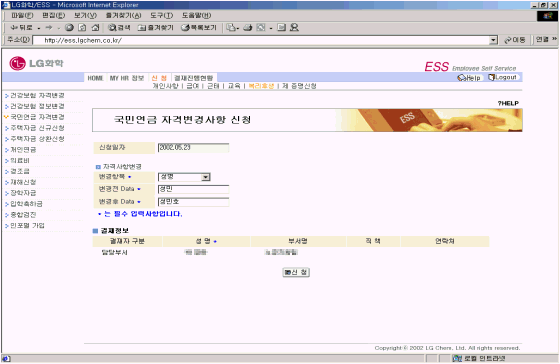 LG화학/ESS - Microsoft Internet Explorer
파일(F) 편집(E) 보기(V) 즐겨찾기(A) 도구(T) 도움말(H)
뒤로 검색 즐겨찾기 목록보기
주소(D) http://ess.lgchem.co.kr/ 이동 연결 »
LG화학
ESS Employee Self Service
HOME MY HR 정보 신 청 결재진행현황
Help Logout
개인사항 | 급여 | 근태 | 교육 | 복리후생 | 제 증명신청
건강보험 자격변경
건강보험 정보변경
국민연금 자격변경
주택자금 신규신청
주택자금 상환신청
개인연금
의료비
경조금
재해신청
장학자금
입학축하금
종합검진
인포멜 가입
?HELP
국민연금 자격변경사항 신청
ESS
신청일자 2002.05.23
자격사항변경
변경항목 성명
변경전 Data 성민
변경후 Data 성민호
* 는 필수 입력사항입니다.
결재정보
결재자 구분 성 명 부서명 직 책 연락처
담당부서
신 청
Copyright © 2002 LG Chem, Ltd. All rights reserved.
로컬 인트라넷